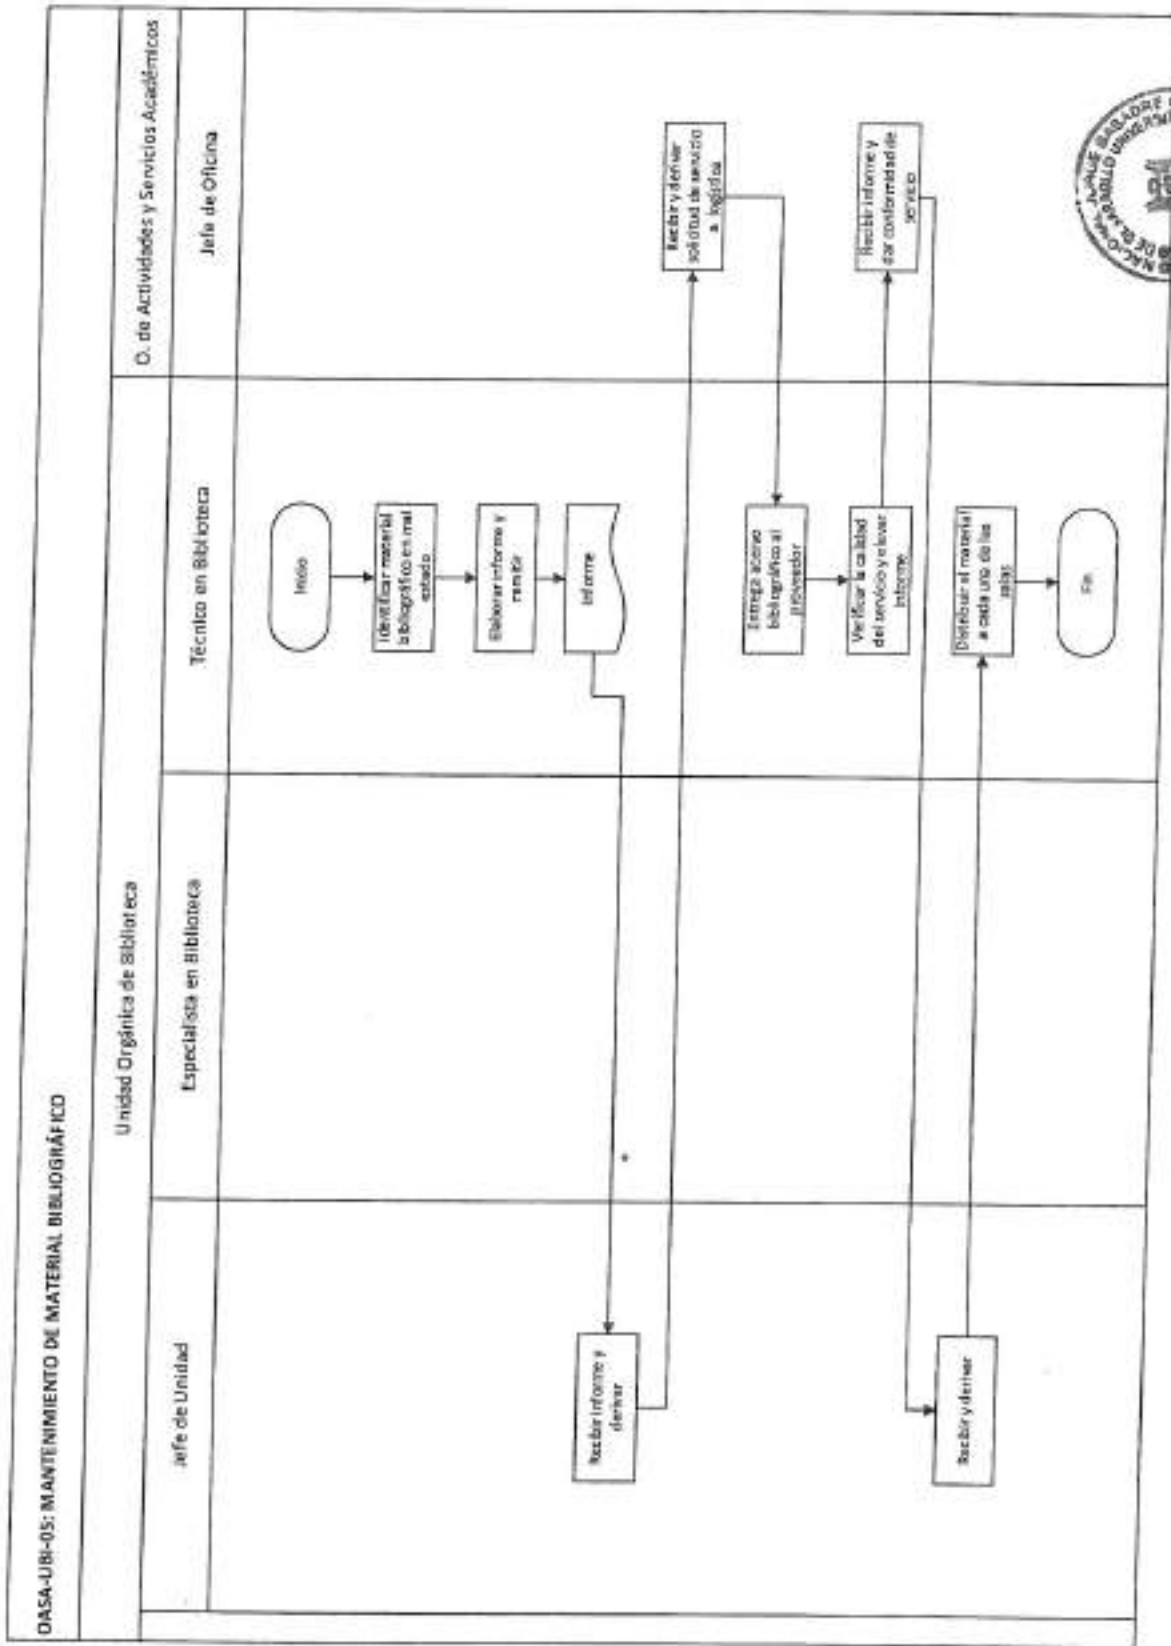 OASA-UBI-05: MANTENIMIENTO DE MATERIAL BIBLIOGRÁFICO
Unidad Orgánica de Biblioteca
O. de Actividades y Servicios Académicos
Jefe de Unidad
Especialista en Biblioteca
Técnico en Biblioteca
Jefe de Oficina
Inicio
Identificar material
bibliográfico en mal
estado
Elaborar informe y
remitir
Informe
Recibir informe y
derivar
Recibir y derivar
solicitud de servicio
a logística
Entrega acervo
bibliográfico al
proveedor
Verificar la calidad
del servicio y elevar
informe
Recibir informe y
dar conformidad de
servicio
Recibir y derivar
Distribuir el material
a cada una de las
salas
Fin